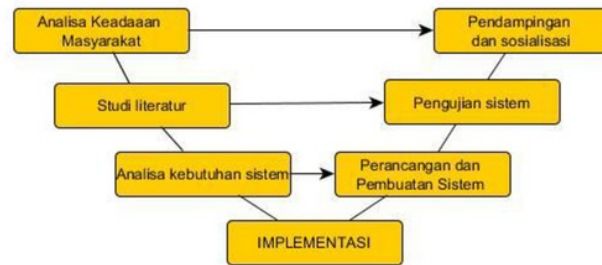 Analisa Keadaaan
Masyarakat
Pendampingan
dan sosialisasi
Studi literatur
Pengujian sistem
Analisa kebutuhan sistem
Perancangan dan
Pembuatan Sistem
IMPLEMENTASI